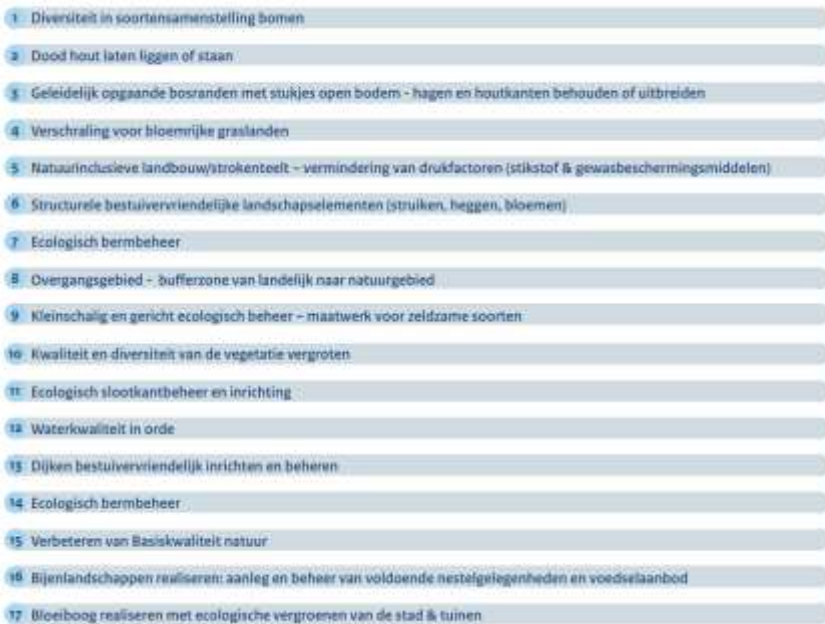 1 Diversiteit in soortensamenstelling bomen
2 Dood hout laten liggen of staan
3 Geleidelijk opgaande bosranden met stukjes open bodem - hagen en houtkanten behouden of uitbreiden
4 Verschraling voor bloemrijke graslanden
5 Natuurinclusieve landbouw/strokenteelt – vermindering van drukfactoren (stikstof & gewasbeschermingsmiddelen)
6 Structurele bestuivervriendelijke landschapselementen (struiken, heggen, bloemen)
7 Ecologisch bermbeheer
8 Overgangsgebied - bufferzone van landelijk naar natuurgebied
9 Kleinschalig en gericht ecologisch beheer – maatwerk voor zeldzame soorten
10 Kwaliteit en diversiteit van de vegetatie vergroten
11 Ecologisch slootkantbeheer en inrichting
12 Waterkwaliteit in orde
13 Dijken bestuivervriendelijk inrichten en beheren
14 Ecologisch bermbeheer
15 Verbeteren van Basiskwaliteit natuur
16 Bijenlandschappen realiseren: aanleg en beheer van voldoende nestelgelegenheden en voedselaanbod
17 Bloeiboog realiseren met ecologische vergroenen van de stad & tuinen